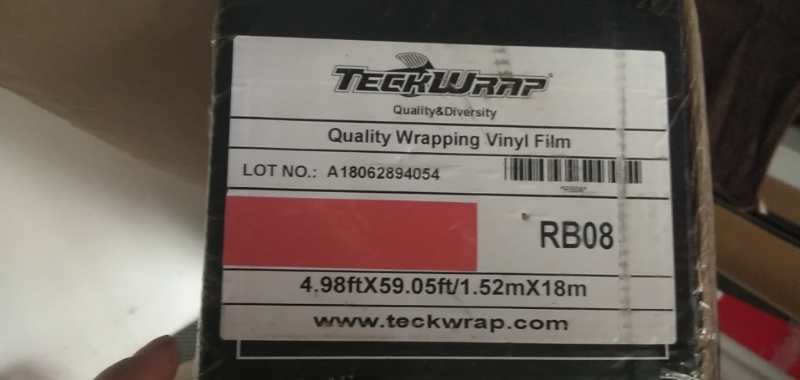 TECKWRAP
Quality&Diversity
Quality Wrapping Vinyl Film
LOT NO.: A18062894054
*RB08*
RB08
4.98ftX59.05ft/1.52mX18m
www.teckwrap.com